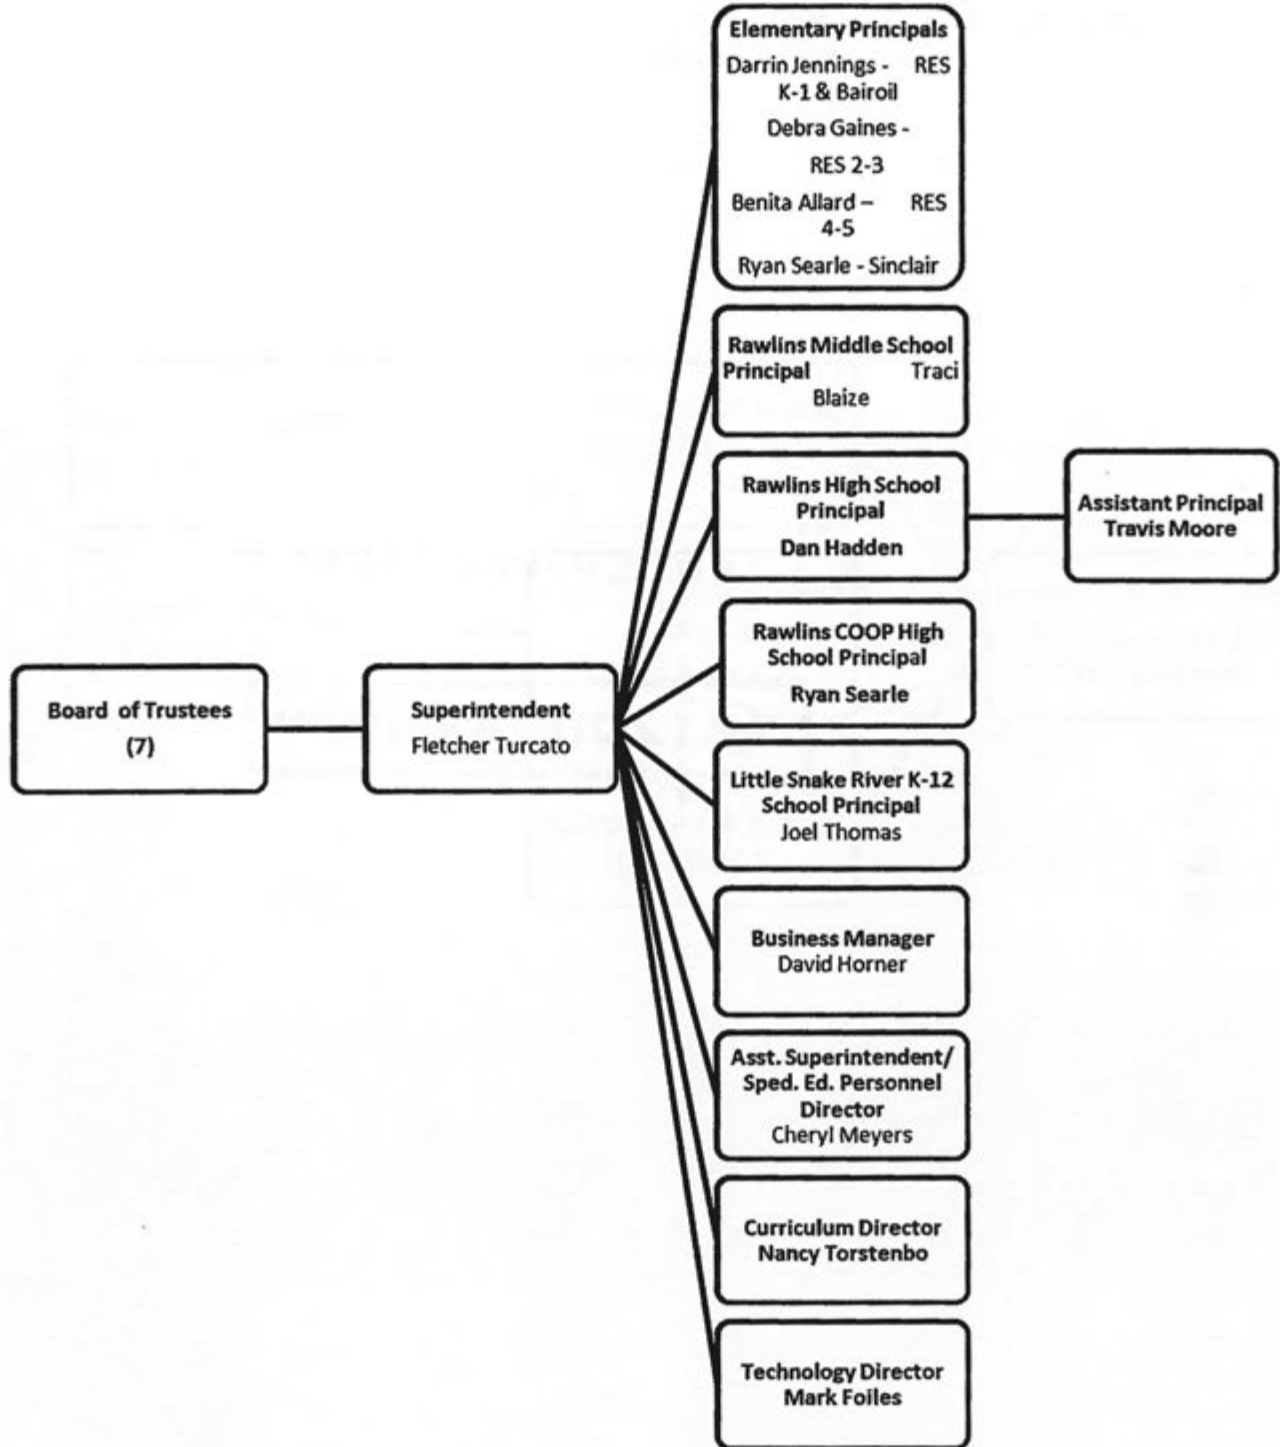 Elementary Principals
Darrin Jennings - RES
K-1 & Bairoil
Debra Gaines -
RES 2-3
Benita Allard – RES
4-5
Ryan Searle - Sinclair
Rawlins Middle School
Principal Traci
Blaize
Rawlins High School
Principal
Dan Hadden
Assistant Principal
Travis Moore
Rawlins COOP High
School Principal
Ryan Searle
Board of Trustees
(7)
Superintendent
Fletcher Turcato
Little Snake River K-12
School Principal
Joel Thomas
Business Manager
David Horner
Asst. Superintendent/
Sped. Ed. Personnel
Director
Cheryl Meyers
Curriculum Director
Nancy Torstenbo
Technology Director
Mark Foiles